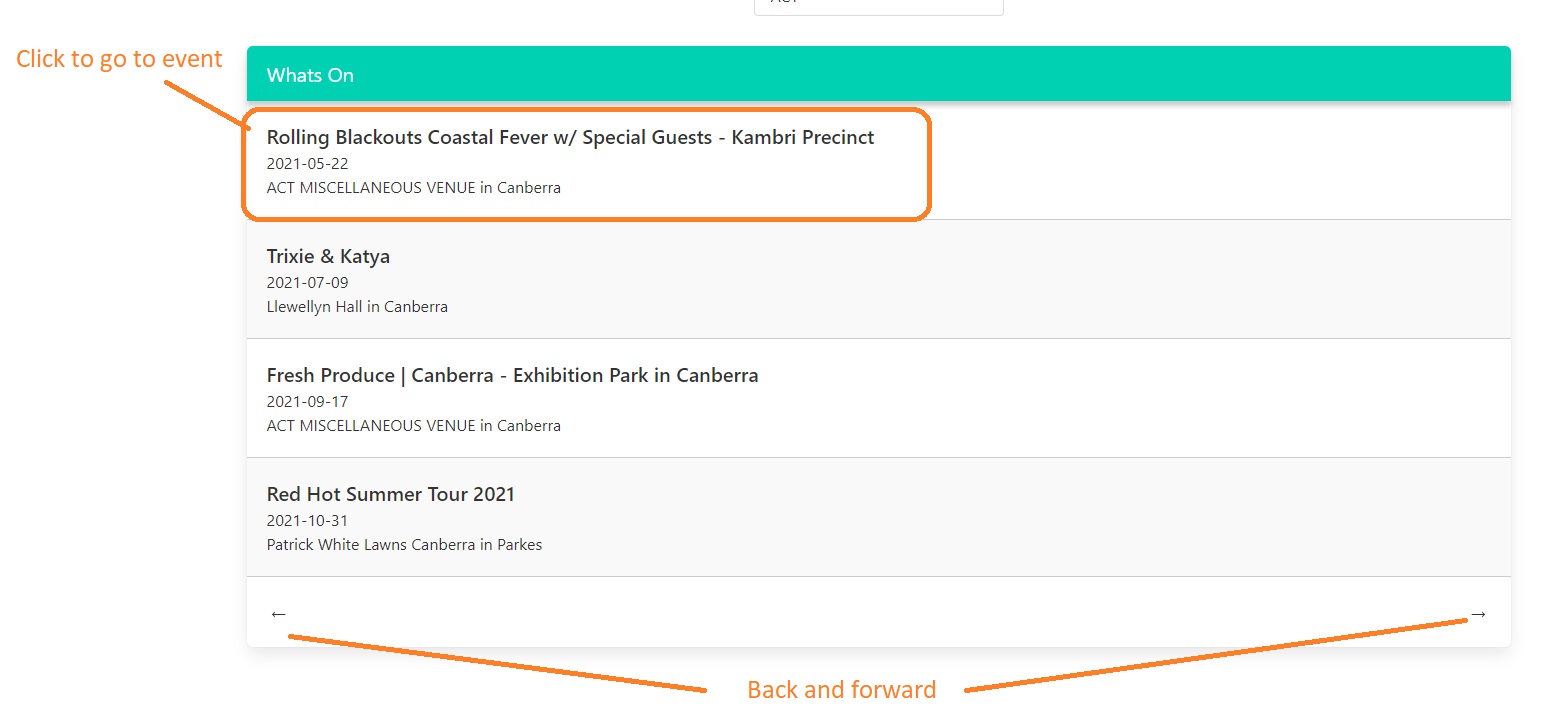 ACT
Click to go to event
Whats On
Rolling Blackouts Coastal Fever w/ Special Guests - Kambri Precinct
2021-05-22
ACT MISCELLANEOUS VENUE in Canberra
Trixie & Katya
2021-07-09
Llewellyn Hall in Canberra
Fresh Produce | Canberra - Exhibition Park in Canberra
2021-09-17
ACT MISCELLANEOUS VENUE in Canberra
Red Hot Summer Tour 2021
2021-10-31
Patrick White Lawns Canberra in Parkes
← →
Back and forward